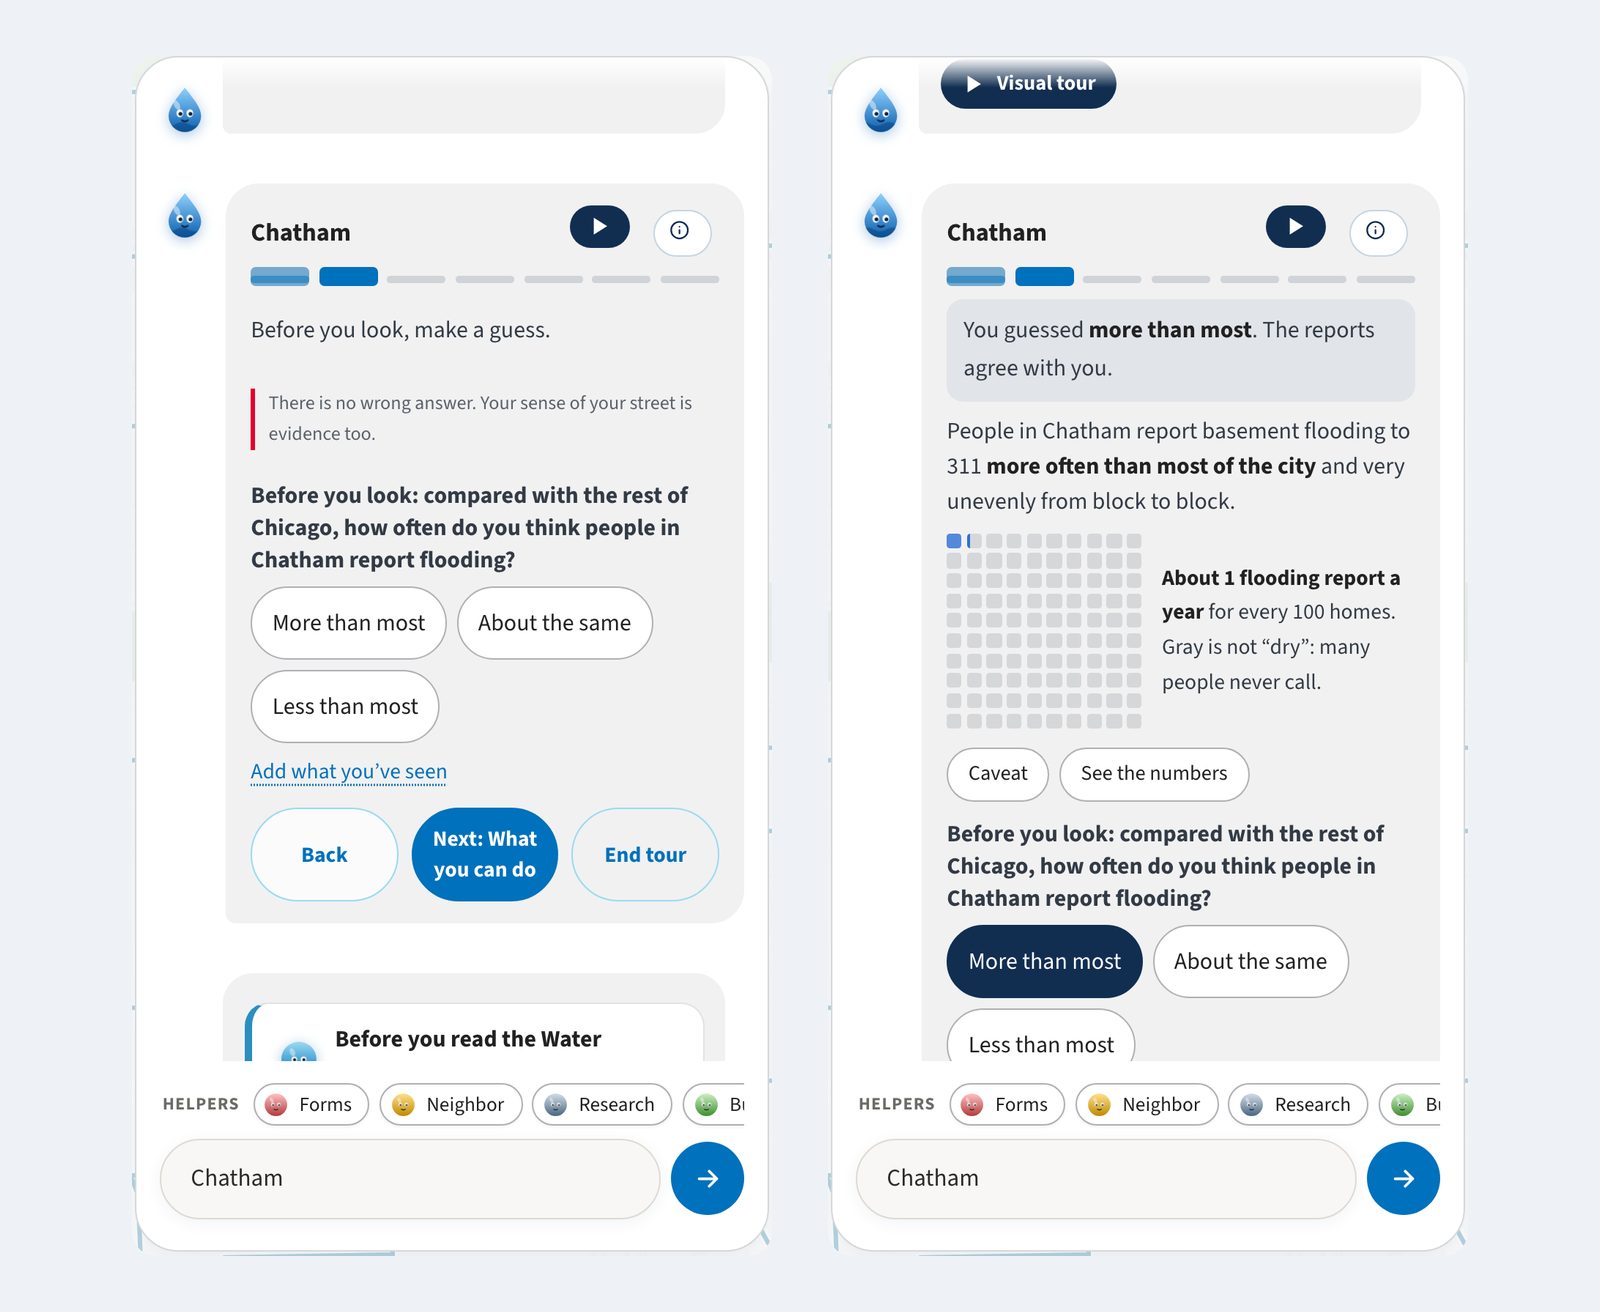 Chatham
Before you look, make a guess.
There is no wrong answer. Your sense of your street is
evidence too.
Before you look: compared with the rest of
Chicago, how often do you think people in
Chatham report flooding?
More than most
About the same
Less than most
Add what you’ve seen
Back
Next: What
you can do
End tour
Before you read the Water
HELPERS
Forms
Neighbor
Research
Chatham
Visual tour
Chatham
You guessed more than most. The reports
agree with you.
People in Chatham report basement flooding to
311 more often than most of the city and very
unevenly from block to block.
About 1 flooding report a
year for every 100 homes.
Gray is not “dry”: many
people never call.
Caveat
See the numbers
Before you look: compared with the rest of
Chicago, how often do you think people in
Chatham report flooding?
More than most
About the same
Less than most
HELPERS
Forms
Neighbor
Research
Chatham